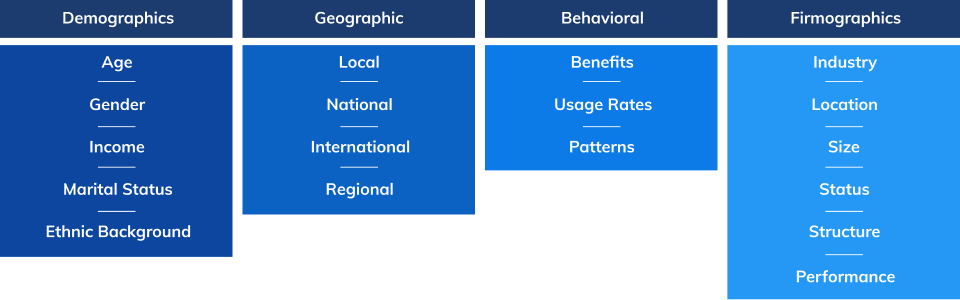 Demographics
Age
Gender
Income
Marital Status
Ethnic Background
Geographic
Local
National
International
Regional
Behavioral
Benefits
Usage Rates
Patterns
Firmographics
Industry
Location
Size
Status
Structure
Performance